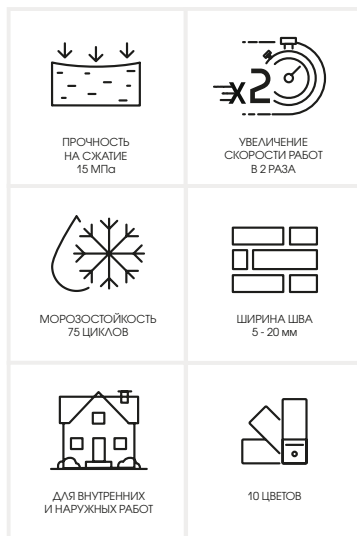 ПРОЧНОСТЬ
НА СЖАТИЕ
15 МПа
x2
УВЕЛИЧЕНИЕ
СКОРОСТИ РАБОТ
В 2 РАЗА
МОРОЗОСТОЙКОСТЬ
75 ЦИКЛОВ
ШИРИНА ШВА
5 - 20 мм
ДЛЯ ВНУТРЕННИХ
И НАРУЖНЫХ РАБОТ
10 ЦВЕТОВ